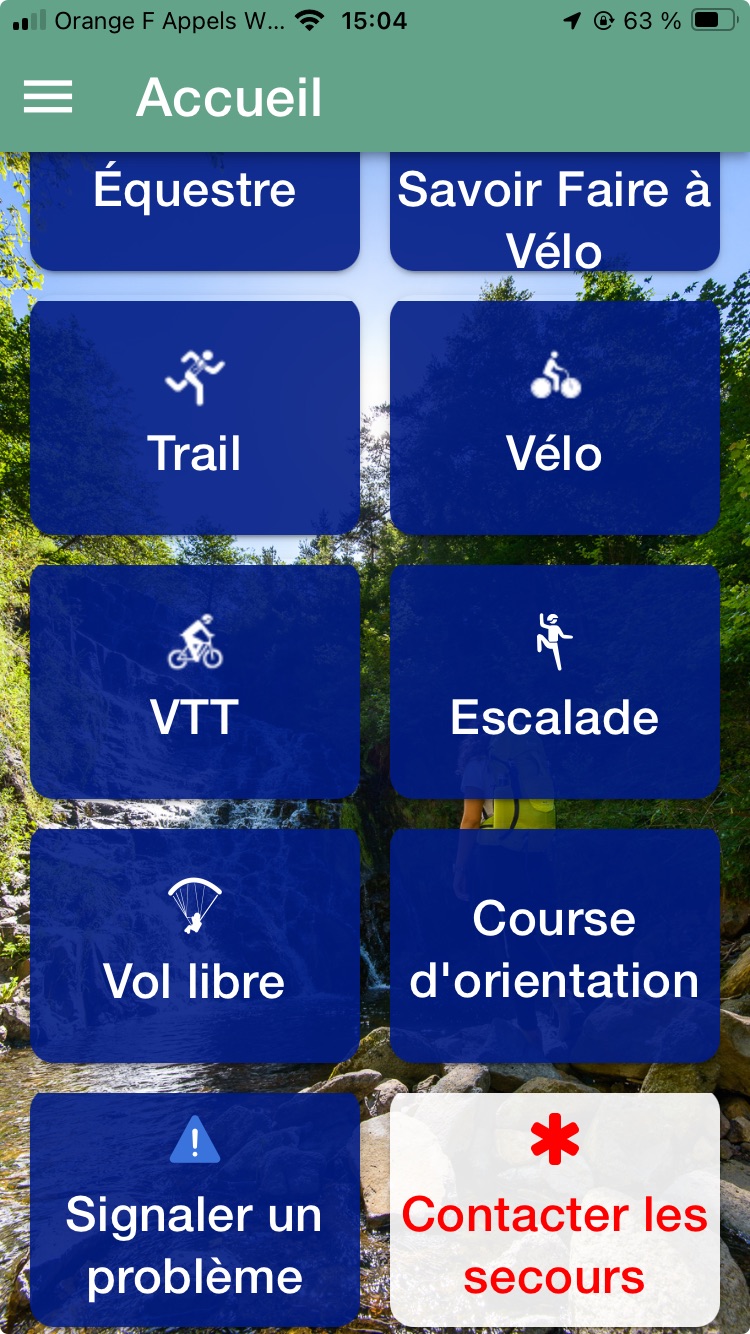 Orange F Appels W... 15:04 63 %
Accueil
Équestre
Savoir Faire à
Vélo
Trail
Vélo
VTT
Escalade
Vol libre
Course
d'orientation
Signaler un
problème
Contacter les
secours